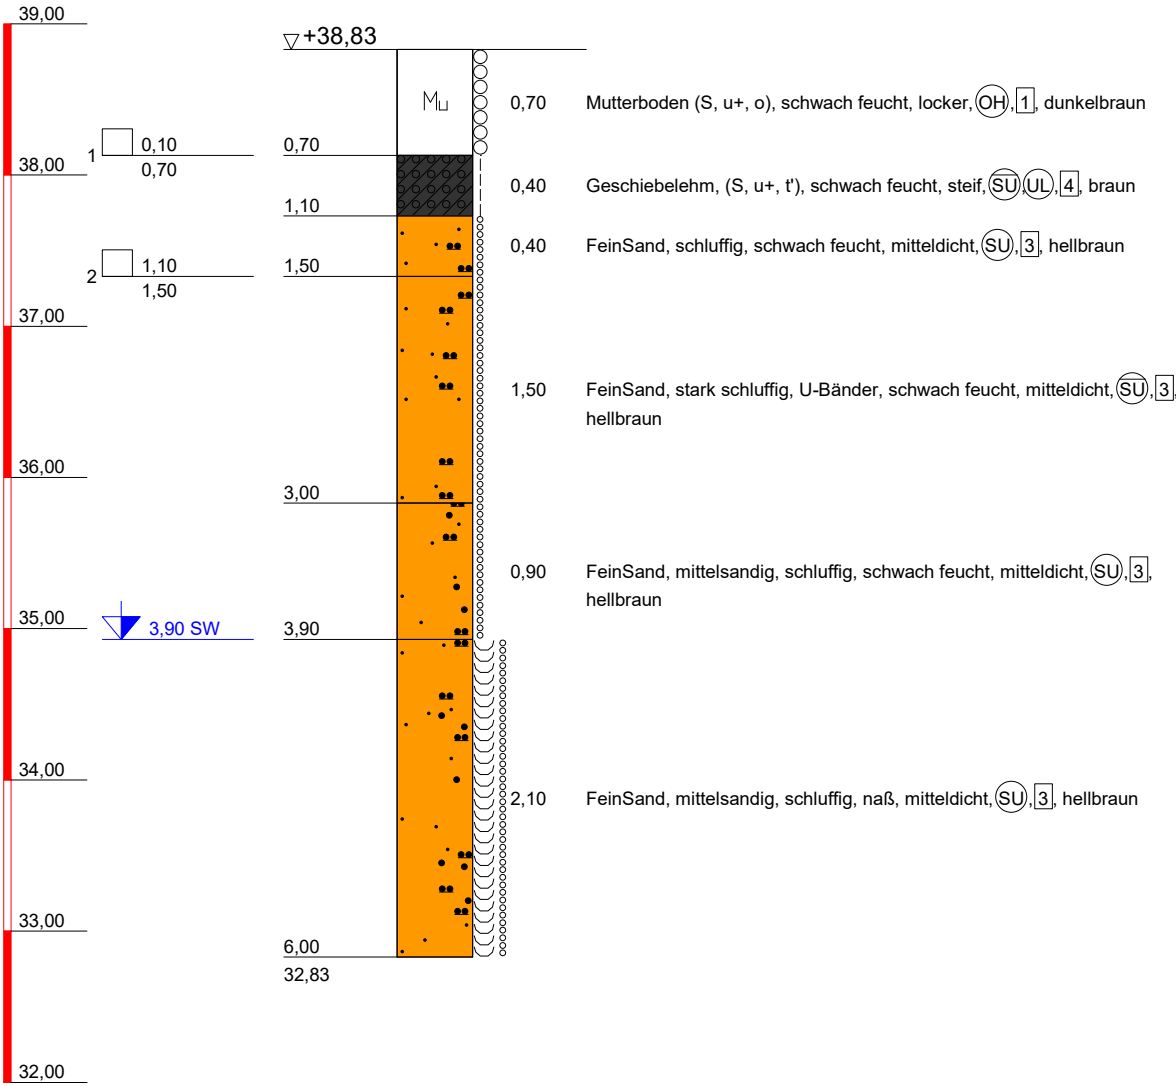 39,00
+38,83
Mu
0,70 Mutterboden (S, u+, o), schwach feucht, locker, OH, 1, dunkelbraun
1 0,10 0,70
0,70
38,00
0,40 Geschiebelehm, (S, u+, t'), schwach feucht, steif, S̅U̅, UL, 4, braun
1,10
0,40 FeinSand, schluffig, schwach feucht, mitteldicht, SU, 3, hellbraun
2 1,10 1,50
1,50
37,00
1,50 FeinSand, stark schluffig, U-Bänder, schwach feucht, mitteldicht, S̅U̅, 3,
hellbraun
36,00
3,00
0,90 FeinSand, mittelsandig, schluffig, schwach feucht, mitteldicht, SU, 3,
hellbraun
35,00
3,90 SW 3,90
34,00
2,10 FeinSand, mittelsandig, schluffig, naß, mitteldicht, SU, 3, hellbraun
33,00
6,00
32,83
32,00